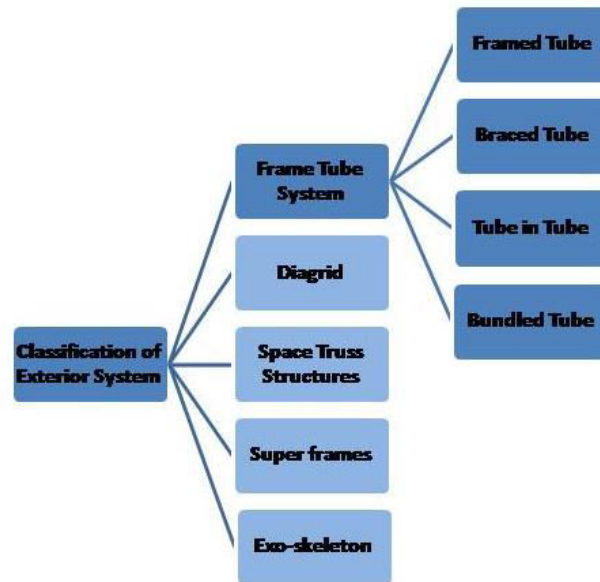 Classification of
Exterior System
Frame Tube
System
Diagrid
Space Truss
Structures
Super frames
Exo-skeleton
Framed Tube
Braced Tube
Tube in Tube
Bundled Tube